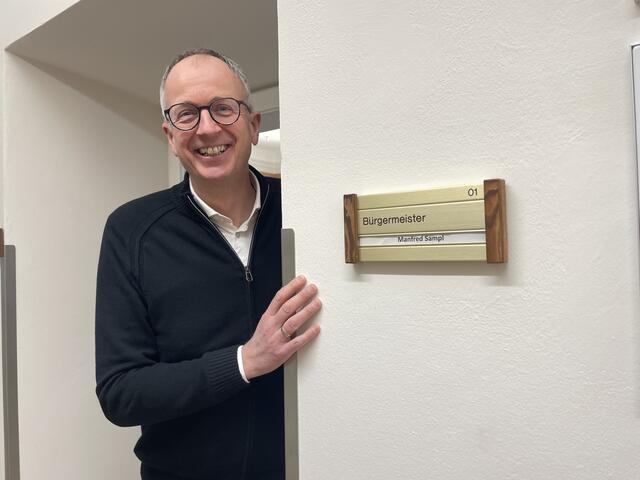 01
Bürgermeister
Manfred Sampl